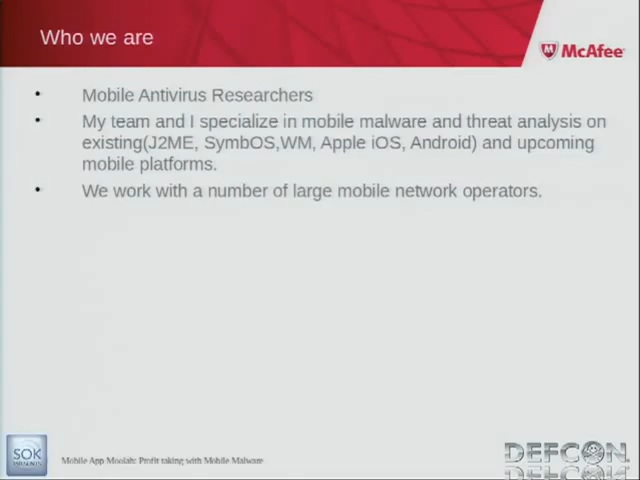 Who we are
McAfee
• Mobile Antivirus Researchers
• My team and I specialize in mobile malware and threat analysis on
existing(J2ME, SymbOS,WM, Apple iOS, Android) and upcoming
mobile platforms.
• We work with a number of large mobile network operators.
SOK
Mobile App Moolah: Profit taking with Mobile Malware
DEFCON